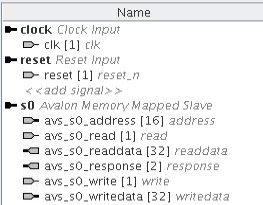 Name
clock Clock Input
clk [1] clk
reset Reset Input
reset [1] reset_n
<<add signal>>
s0 Avalon Memory Mapped Slave
avs_s0_address [16] address
avs_s0_read [1] read
avs_s0_readdata [32] readdata
avs_s0_response [2] response
avs_s0_write [1] write
avs_s0_writedata [32] writedata